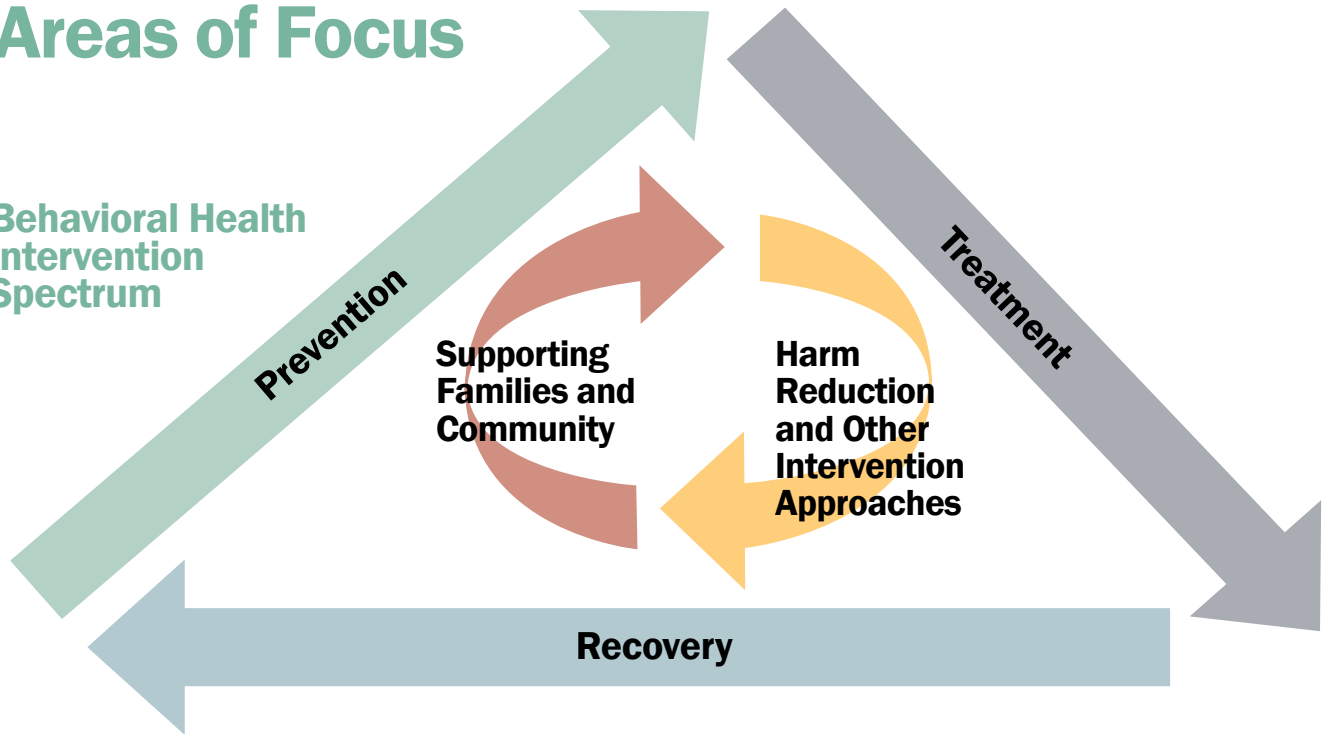 Areas of Focus
Behavioral Health
Intervention
Spectrum
Prevention
Treatment
Supporting
Families and
Community
Harm
Reduction
and Other
Intervention
Approaches
Recovery